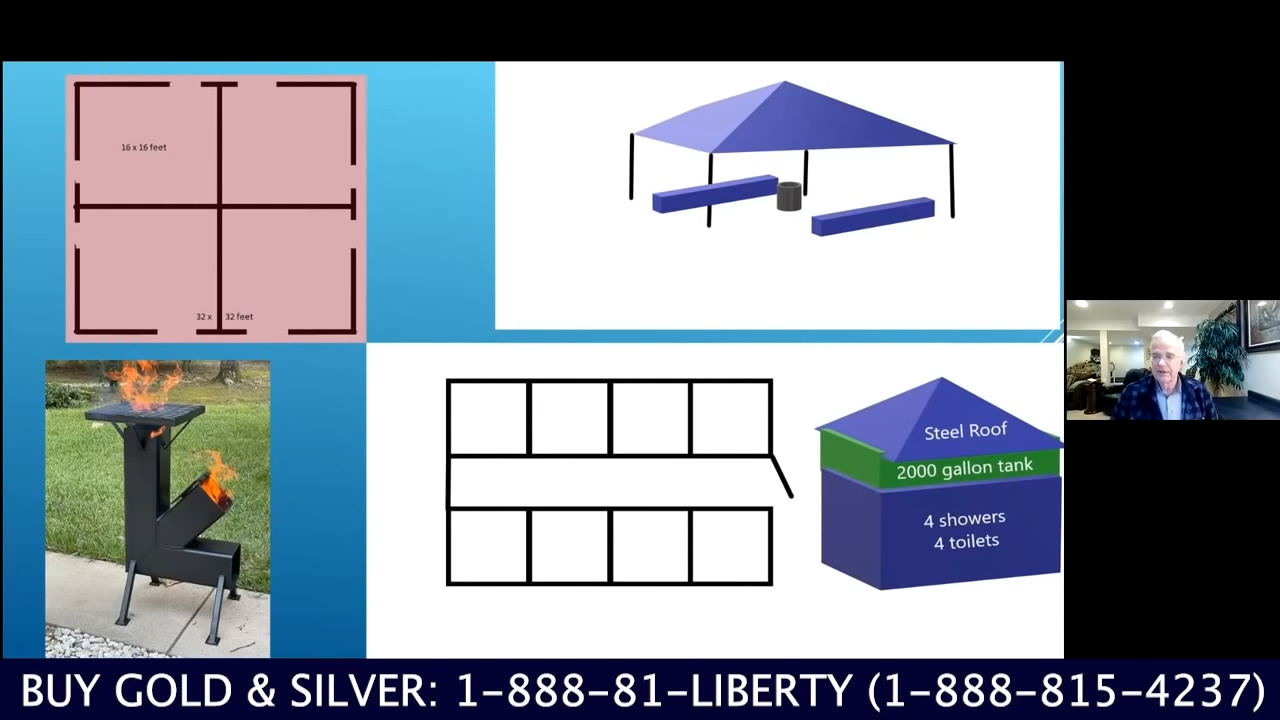 16 x 16 feet
32 x 32 feet
Steel Roof
2000 gallon tank
4 showers
4 toilets
BUY GOLD & SILVER: 1-888-81-LIBERTY (1-888-815-4237)